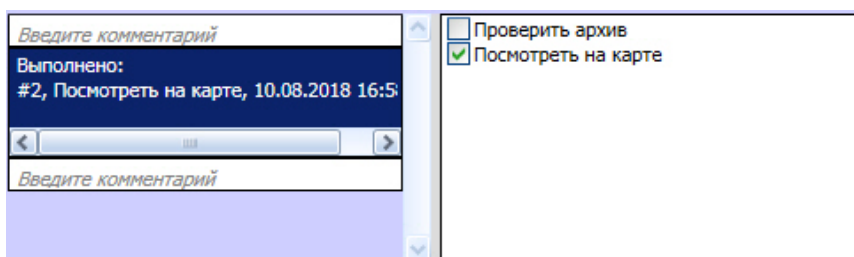 Введите комментарий
Выполнено:
#2, Посмотреть на карте, 10.08.2018 16:5
Введите комментарий
Проверить архив
Посмотреть на карте